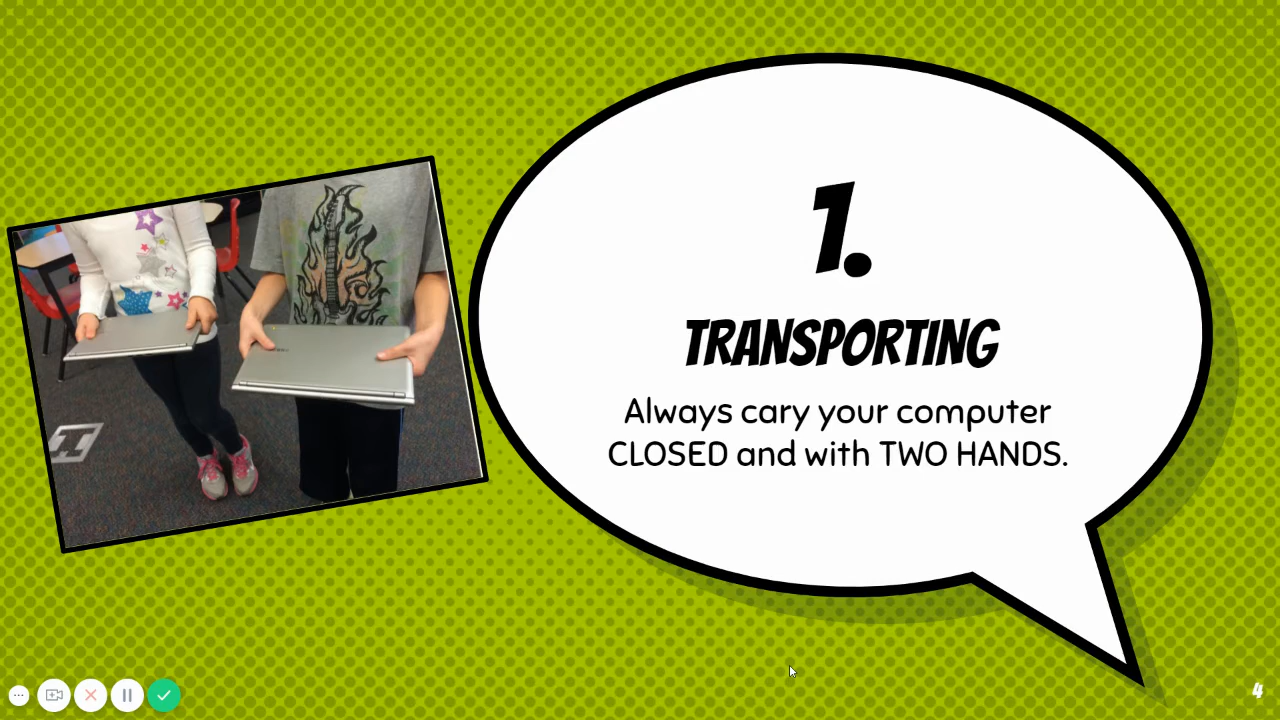 1.
TRANSPORTING
Always cary your computer
CLOSED and with TWO HANDS.
4